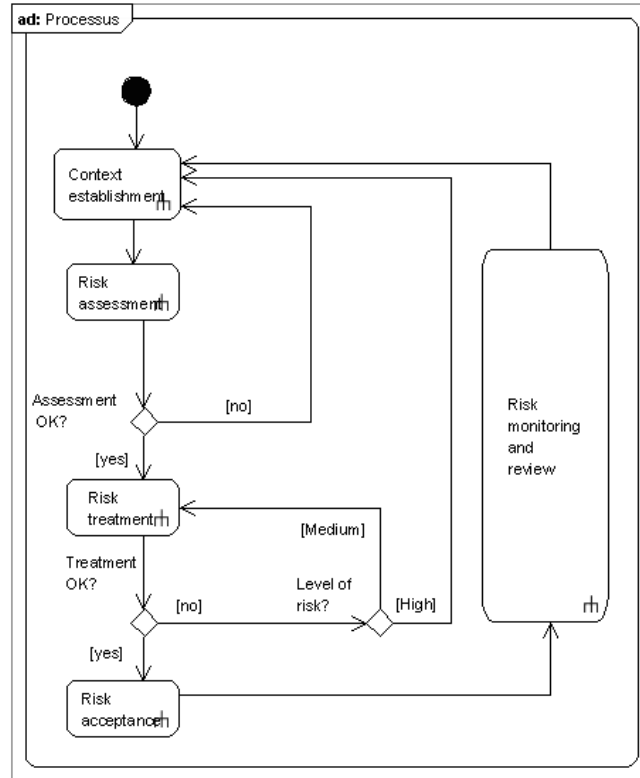 ad: Processus
Context
establishment
Risk
assessment
Assessment
OK?
[no]
[yes]
Risk
treatment
[Medium]
Treatment
OK?
[no]
Level of
risk?
[High]
[yes]
Risk
acceptance
Risk
monitoring
and
review